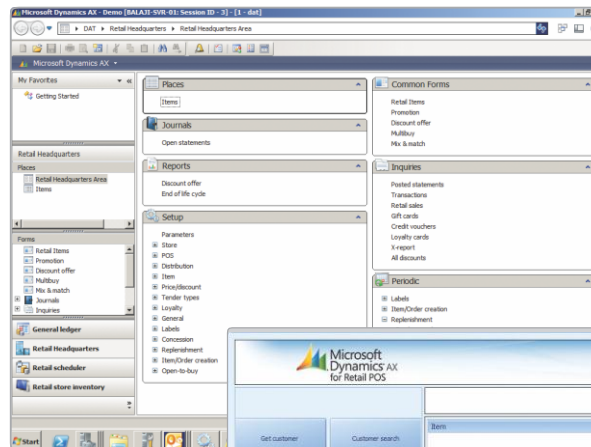 Microsoft Dynamics AX - Demo [BALAJI-SVR-01: Session ID - 3] - [1 - dat]
DAT ▸ Retail Headquarters ▸ Retail Headquarters Area
Microsoft Dynamics AX
My Favorites
Getting Started
Retail Headquarters
Places
Retail Headquarters Area
Items
Forms
Retail Items
Promotion
Discount offer
Multibuy
Mix & match
Journals
Inquiries
General ledger
Retail Headquarters
Retail scheduler
Retail store inventory
Places
Items
Journals
Open statements
Reports
Discount offer
End of life cycle
Setup
Parameters
Store
POS
Distribution
Item
Price/discount
Tender types
Loyalty
General
Labels
Concession
Replenishment
Item/Order creation
Open-to-buy
Common Forms
Retail Items
Promotion
Discount offer
Multibuy
Mix & match
Inquiries
Posted statements
Transactions
Retail sales
Gift cards
Credit vouchers
Loyalty cards
X-report
All discounts
Periodic
Labels
Item/Order creation
Replenishment
Microsoft
Dynamics AX
for Retail POS
Get customer
Customer search
Item
Start